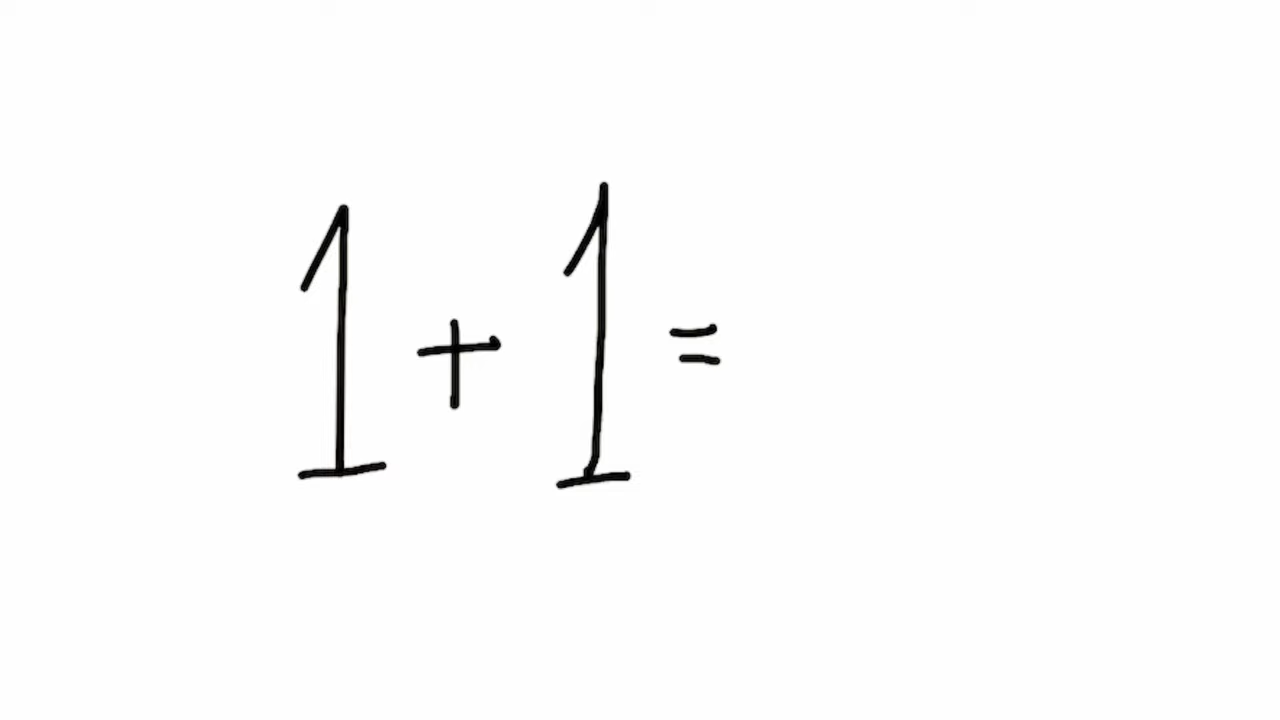 1 + 1 =